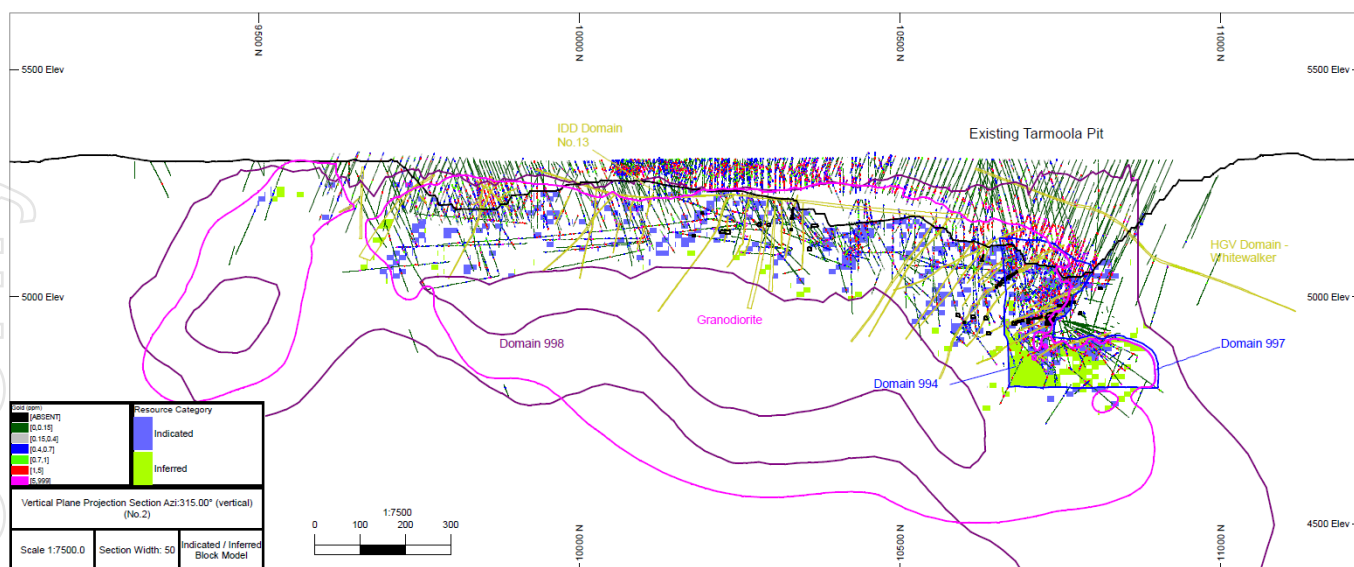 9500 N
10000 N
10500 N
11000 N
5500 Elev
5500 Elev
Existing Tarmoola Pit
IDD Domain
No.13
HGV Domain -
Whitewalker
5000 Elev
5000 Elev
Granodiorite
Domain 998
Domain 997
Domain 994
Gold (ppm)
[ABSENT]
[0,0.15]
[0.15,0.4]
[0.4,0.7]
[0.7,1]
[1,5]
[5,999]
Resource Category
Indicated
Inferred
Vertical Plane Projection Section Azi:315.00° (vertical)
(No.2)
Scale 1:7500.0
Section Width: 50
Indicated / Inferred
Block Model
1:7500
0 100 200 300
4500 Elev
10000 N
10500 N
11000 N